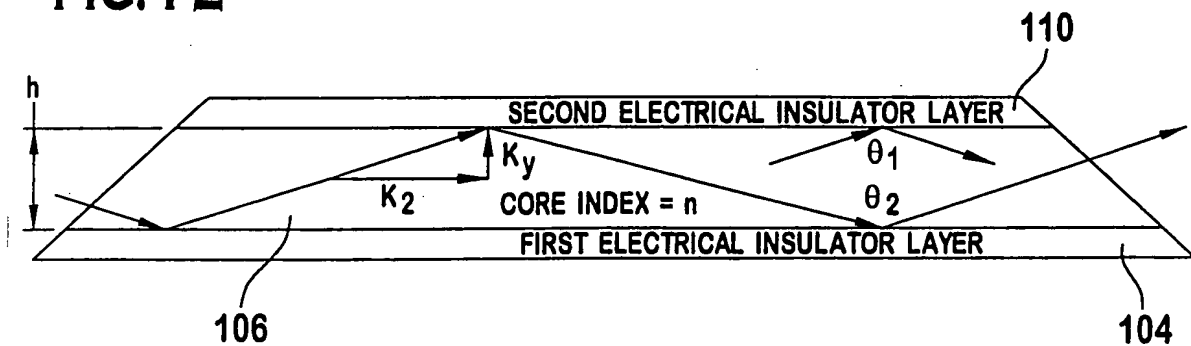 110
h
SECOND ELECTRICAL INSULATOR LAYER
Ky
θ1
K2
CORE INDEX = n
θ2
FIRST ELECTRICAL INSULATOR LAYER
106
104